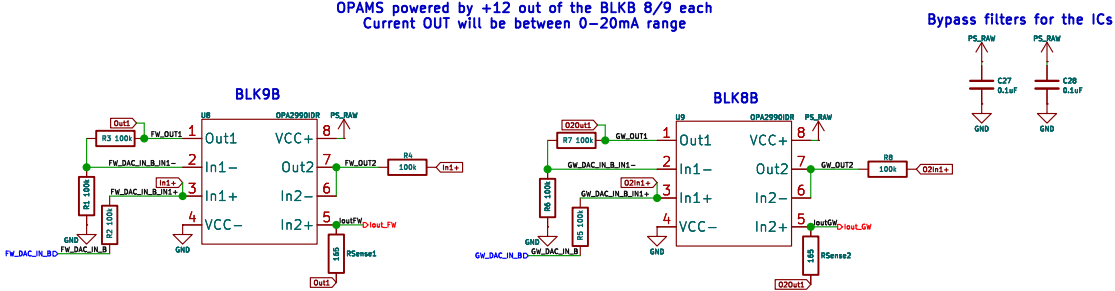 OPAMS powered by +12 out of the BLKB 8/9 each
Current OUT will be between 0-20mA range
Bypass filters for the ICs
PS_RAW
PS_RAW
C27
0.1uF
C28
0.1uF
GND
GND
BLK9B
U8
OPA2990IDR
PS_RAW
Out1
R3 100k
FW_OUT1
1
Out1
VCC+
8
FW_DAC_IN_B_IN1-
2
In1-
Out2
7
FW_OUT2
R4
100k
In1+
In1+
R1 100k
FW_DAC_IN_B_IN1+
3
In1+
In2-
6
R2 100k
4
VCC-
In2+
5
IoutFW
Iout_FW
GND
GND
FW_DAC_IN_B
FW_DAC_IN_B
165
RSense1
Out1
BLK8B
U9
OPA2990IDR
PS_RAW
O2Out1
R7 100k
GW_OUT1
1
Out1
VCC+
8
GW_DAC_IN_B_IN1-
2
In1-
Out2
7
GW_OUT2
R8
100k
O2In1+
O2In1+
R6 100k
GW_DAC_IN_B_IN1+
3
In1+
In2-
6
R5 100k
4
VCC-
In2+
5
IoutGW
Iout_GW
GND
GND
GW_DAC_IN_B
GW_DAC_IN_B
165
RSense2
O2Out1